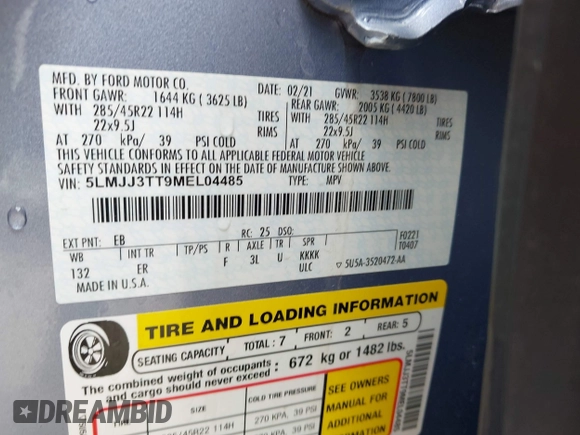 MFD. BY FORD MOTOR CO.
DATE: 02/21 GVWR: 3538 KG ( 7800 LB)
FRONT GAWR: 1644 KG ( 3625 LB) REAR GAWR: 2005 KG ( 4420 LB)
WITH 285/45R22 114H TIRES WITH 285/45R22 114H TIRES
22x9.5J RIMS 22x9.5J RIMS
AT 270 kPa/ 39 PSI COLD AT 270 kPa/ 39 PSI COLD
THIS VEHICLE CONFORMS TO ALL APPLICABLE FEDERAL MOTOR VEHICLE
SAFETY STANDARDS IN EFFECT ON THE DATE OF MANUFACTURE SHOWN ABOVE.
VIN: 5LMJJ3TT9MEL04485 TYPE: MPV
EXT PNT: EB RC: 25 DSO: F0221
WB INT TR TP/PS R AXLE TR SPR T0407
132 ER F 3L U KKKK
ULC 5U5A-3520472-AA
MADE IN U.S.A.
TIRE AND LOADING INFORMATION
SEATING CAPACITY TOTAL: 7 FRONT: 2 REAR: 5
The combined weight of occupants and cargo should never exceed: 672 kg or 1482 lbs.
SIZE COLD TIRE PRESSURE
285/45R22 114H 270 KPA, 39 PSI
SEE OWNERS
MANUAL FOR
ADDITIONAL
DREAMBID